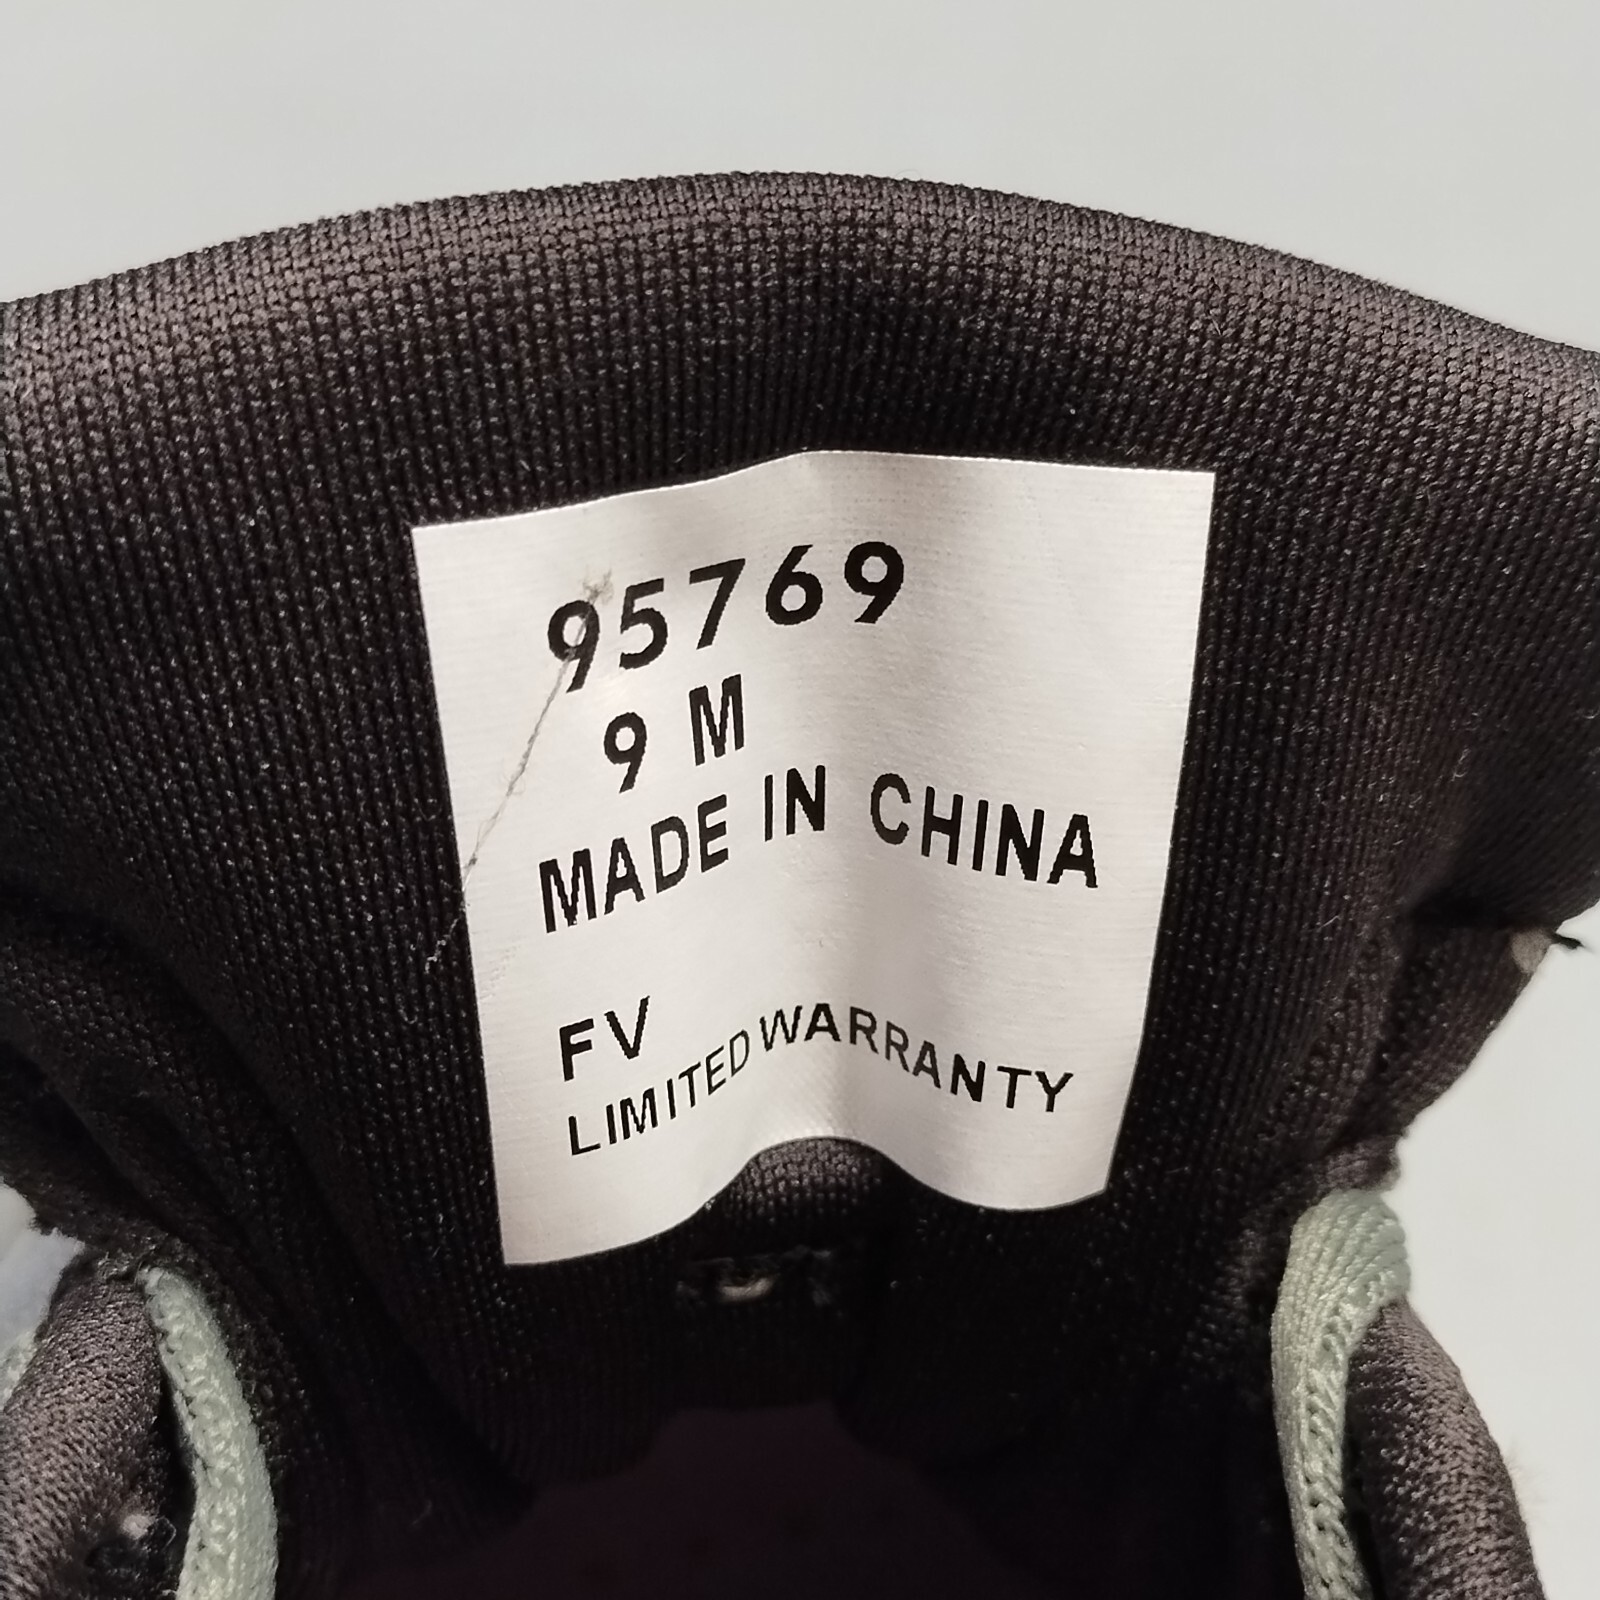 95769
9 M
MADE IN CHINA
FV
LIMITED WARRANTY